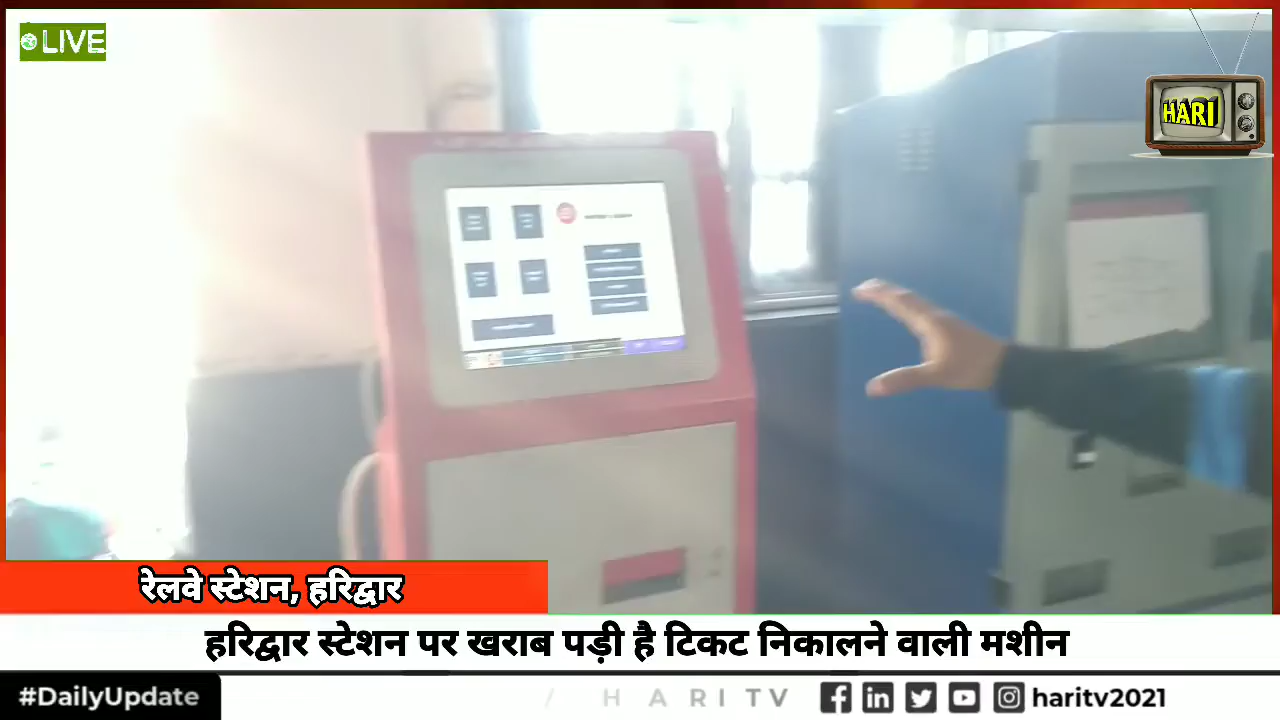 LIVE
HARI
रेलवे स्टेशन, हरिद्वार
हरिद्वार स्टेशन पर खराब पड़ी है टिकट निकालने वाली मशीन
#DailyUpdate
/ HARI TV
haritv2021